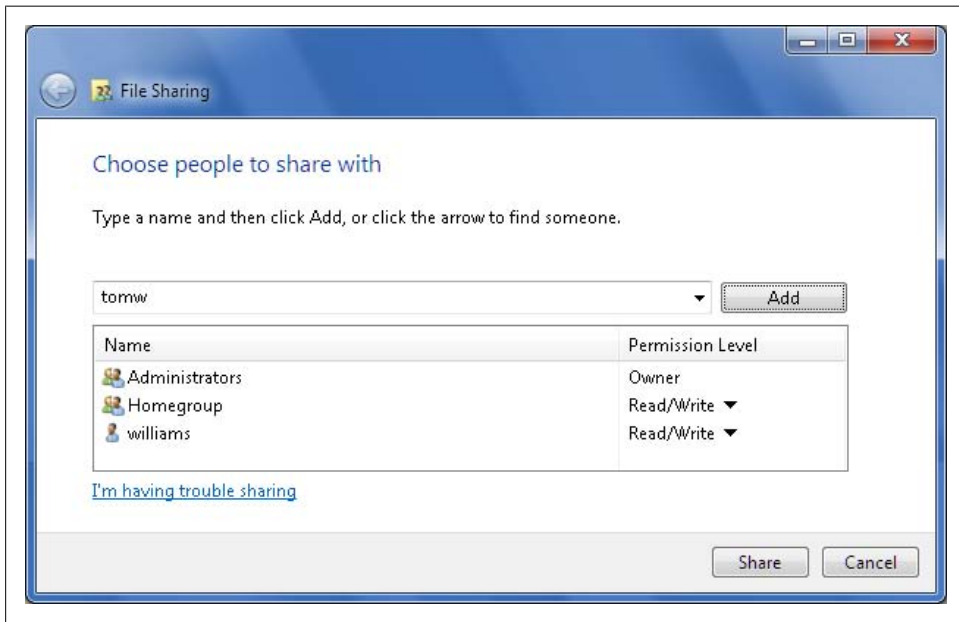 File Sharing
Choose people to share with
Type a name and then click Add, or click the arrow to find someone.
tomw Add
Name Permission Level
Administrators Owner
Homegroup Read/Write
williams Read/Write
I'm having trouble sharing
Share Cancel